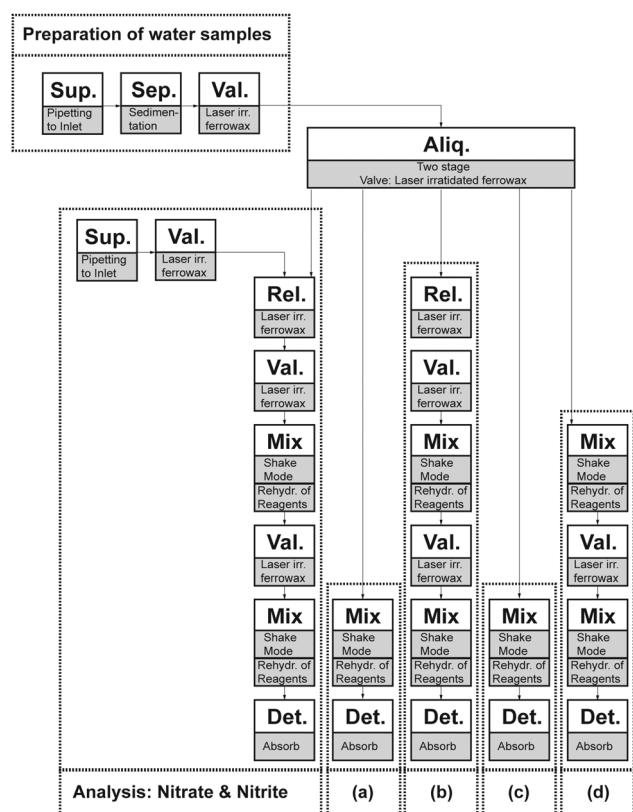 Preparation of water samples
Sup.
Pipetting
to Inlet
Sep.
Sedimen-
tation
Val.
Laser irr.
ferrowax
Aliq.
Two stage
Valve: Laser irratidated ferrowax
Sup.
Pipetting
to Inlet
Val.
Laser irr.
ferrowax
Rel.
Laser irr.
ferrowax
Val.
Laser irr.
ferrowax
Mix
Shake
Mode
Rehydr. of
Reagents
Val.
Laser irr.
ferrowax
Mix
Shake
Mode
Rehydr. of
Reagents
Det.
Absorb
Analysis: Nitrate & Nitrite
Mix
Shake
Mode
Rehydr. of
Reagents
Det.
Absorb
(a)
Rel.
Laser irr.
ferrowax
Val.
Laser irr.
ferrowax
Mix
Shake
Mode
Rehydr. of
Reagents
Val.
Laser irr.
ferrowax
Mix
Shake
Mode
Rehydr. of
Reagents
Det.
Absorb
(b)
Mix
Shake
Mode
Rehydr. of
Reagents
Det.
Absorb
(c)
Mix
Shake
Mode
Rehydr. of
Reagents
Val.
Laser irr.
ferrowax
Mix
Shake
Mode
Rehydr. of
Reagents
Det.
Absorb
(d)